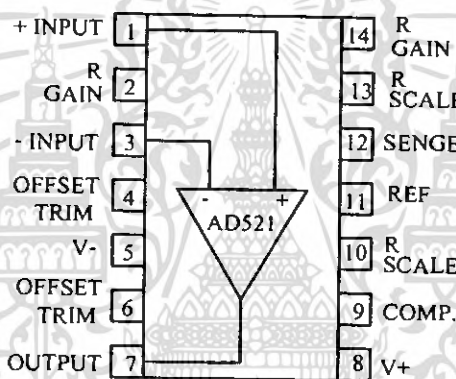 + INPUT 1
R
GAIN 2
- INPUT 3
OFFSET
TRIM 4
V- 5
OFFSET
TRIM 6
OUTPUT 7
14 R
GAIN
13 R
SCALE
12 SENGE
11 REF
10 R
SCALE
9 COMP.
8 V+
- +
AD521